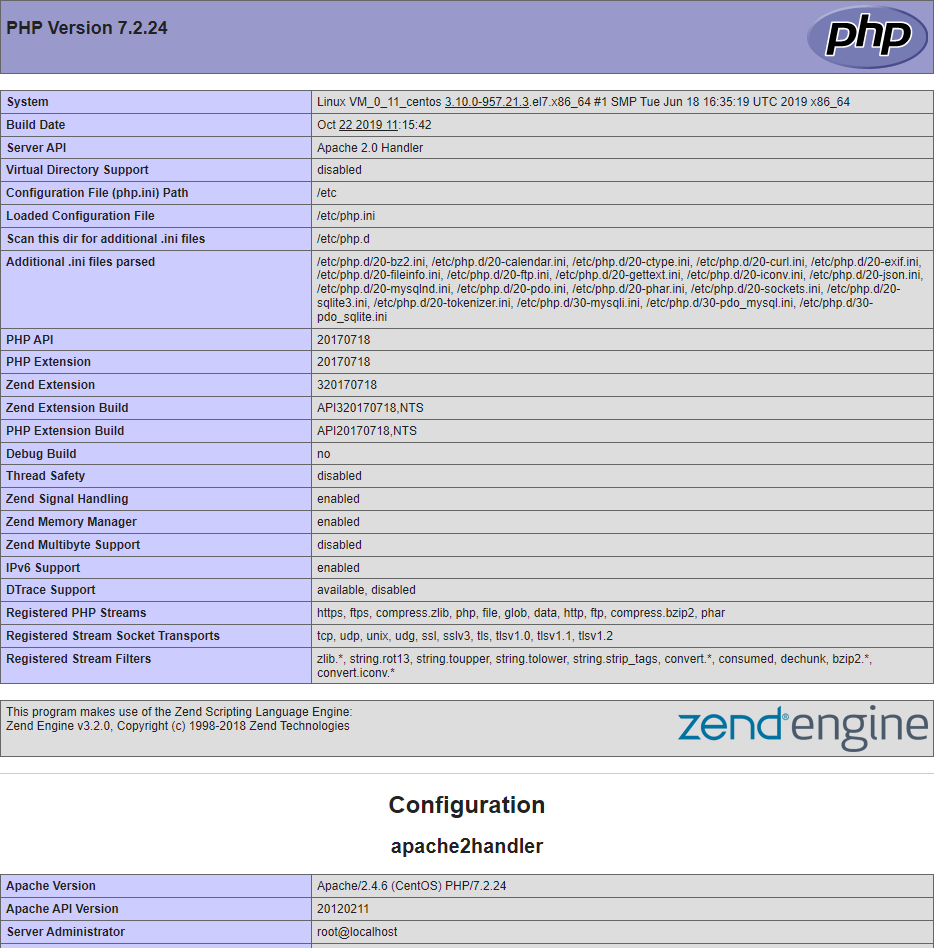 PHP Version 7.2.24
php
System Linux VM_0_11_centos 3.10.0-957.21.3.el7.x86_64 #1 SMP Tue Jun 18 16:35:19 UTC 2019 x86_64
Build Date Oct 22 2019 11:15:42
Server API Apache 2.0 Handler
Virtual Directory Support disabled
Configuration File (php.ini) Path /etc
Loaded Configuration File /etc/php.ini
Scan this dir for additional .ini files /etc/php.d
Additional .ini files parsed /etc/php.d/20-bz2.ini, /etc/php.d/20-calendar.ini, /etc/php.d/20-ctype.ini, /etc/php.d/20-curl.ini, /etc/php.d/20-exif.ini,
/etc/php.d/20-fileinfo.ini, /etc/php.d/20-ftp.ini, /etc/php.d/20-gettext.ini, /etc/php.d/20-iconv.ini, /etc/php.d/20-json.ini,
/etc/php.d/20-mysqlnd.ini, /etc/php.d/20-pdo.ini, /etc/php.d/20-phar.ini, /etc/php.d/20-sockets.ini, /etc/php.d/20-
sqlite3.ini, /etc/php.d/20-tokenizer.ini, /etc/php.d/30-mysqli.ini, /etc/php.d/30-pdo_mysql.ini, /etc/php.d/30-
pdo_sqlite.ini
PHP API 20170718
PHP Extension 20170718
Zend Extension 320170718
Zend Extension Build API320170718,NTS
PHP Extension Build API20170718,NTS
Debug Build no
Thread Safety disabled
Zend Signal Handling enabled
Zend Memory Manager enabled
Zend Multibyte Support disabled
IPv6 Support enabled
DTrace Support available, disabled
Registered PHP Streams https, ftps, compress.zlib, php, file, glob, data, http, ftp, compress.bzip2, phar
Registered Stream Socket Transports tcp, udp, unix, udg, ssl, sslv3, tls, tlsv1.0, tlsv1.1, tlsv1.2
Registered Stream Filters zlib.*, string.rot13, string.toupper, string.tolower, string.strip_tags, convert.*, consumed, dechunk, bzip2.*,
convert.iconv.*
This program makes use of the Zend Scripting Language Engine:
Zend Engine v3.2.0, Copyright (c) 1998-2018 Zend Technologies
zend® engine
Configuration
apache2handler
Apache Version Apache/2.4.6 (CentOS) PHP/7.2.24
Apache API Version 20120211
Server Administrator root@localhost